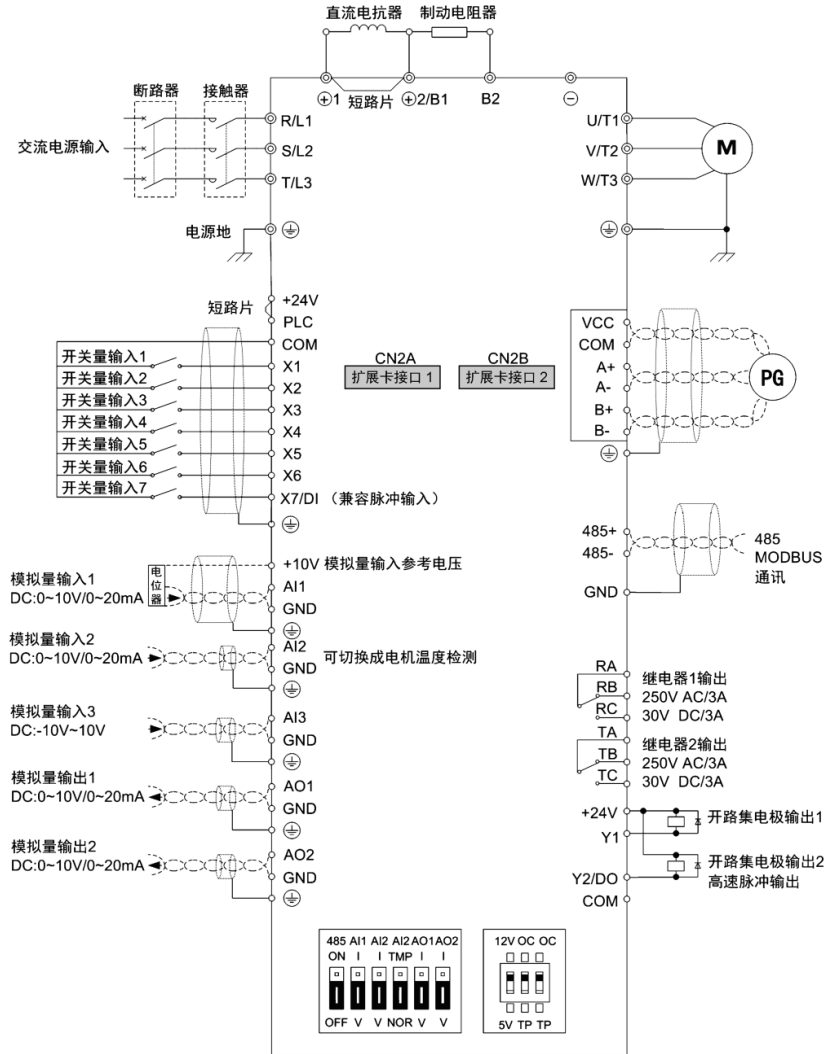 直流电抗器 制动电阻器
断路器 接触器
⊕1 短路片 ⊕2/B1 B2 ⊖
交流电源输入
R/L1
S/L2
T/L3
U/T1
V/T2
W/T3
M
电源地
短路片
+24V
PLC
COM
开关量输入1 X1
开关量输入2 X2
开关量输入3 X3
开关量输入4 X4
开关量输入5 X5
开关量输入6 X6
开关量输入7 X7/DI (兼容脉冲输入)
CN2A
扩展卡接口 1
CN2B
扩展卡接口 2
VCC
COM
A+
A-
B+
B-
PG
485+
485-
GND
485
MODBUS
通讯
+10V 模拟量输入参考电压
电位器
模拟量输入1
DC:0~10V/0~20mA
AI1
GND
模拟量输入2
DC:0~10V/0~20mA
AI2
GND
可切换成电机温度检测
模拟量输入3
DC:-10V~10V
AI3
GND
模拟量输出1
DC:0~10V/0~20mA
AO1
GND
模拟量输出2
DC:0~10V/0~20mA
AO2
GND
RA
RB
RC
继电器1输出
250V AC/3A
30V DC/3A
TA
TB
TC
继电器2输出
250V AC/3A
30V DC/3A
+24V
Y1
开路集电极输出1
Y2/DO
开路集电极输出2
高速脉冲输出
COM
485 AI1 AI2 AI2 AO1 AO2
ON I I TMP I I
OFF V V NOR V V
12V OC OC
5V TP TP